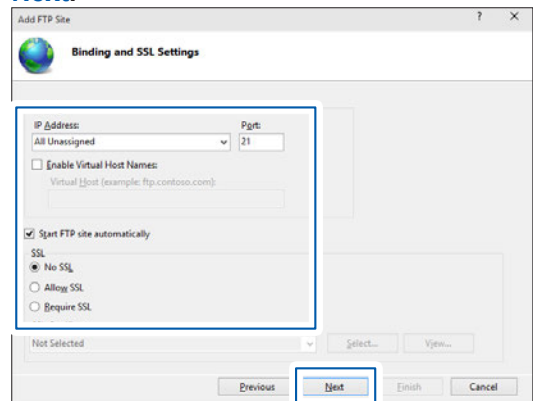 Add FTP Site ? X
Binding and SSL Settings
IP Address: Port:
All Unassigned 21
Enable Virtual Host Names:
Virtual Host (example: ftp.contoso.com):
Start FTP site automatically
SSL
No SSL
Allow SSL
Require SSL
Not Selected Select... View...
Previous Next Finish Cancel